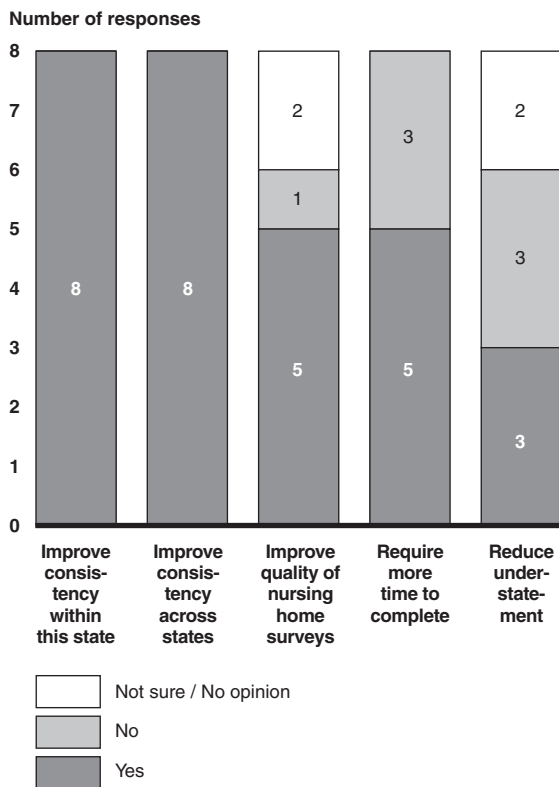 Number of responses
8
7
6
5
4
3
2
1
0
8
8
2
1
5
3
5
2
3
3
Improve
consis-
tency
within
this state
Improve
consis-
tency
across
states
Improve
quality of
nursing
home
surveys
Require
more
time to
complete
Reduce
under-
state-
ment
Not sure / No opinion
No
Yes